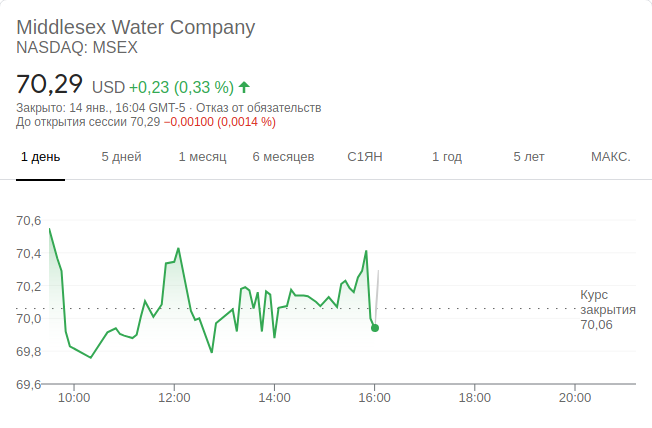 Middlesex Water Company
NASDAQ: MSEX
70,29 USD +0,23 (0,33 %)
Закрыто: 14 янв., 16:04 GMT-5 · Отказ от обязательств
До открытия сессии 70,29 −0,00100 (0,0014 %)
1 день 5 дней 1 месяц 6 месяцев С1ЯН 1 год 5 лет МАКС.
70,6
70,4
70,2
70,0
69,8
69,6
Курс
закрытия
70,06
10:00 12:00 14:00 16:00 18:00 20:00